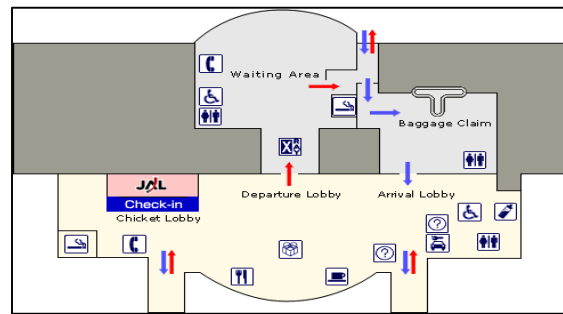 Waiting Area
Baggage Claim
JAL
Check-in
Departure Lobby
Arrival Lobby
Chicket Lobby